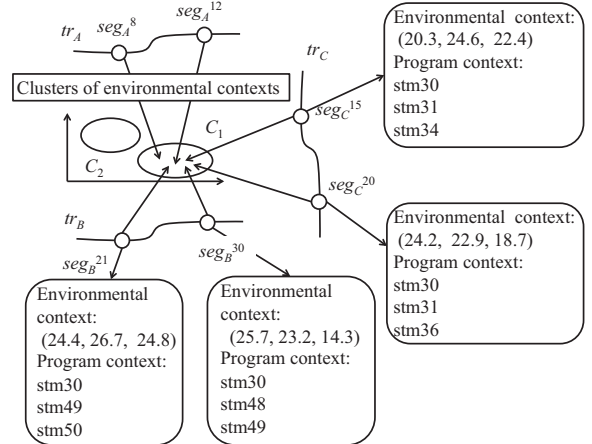 seg_A^8
seg_A^12
tr_A
Clusters of environmental contexts
tr_C
C_1
C_2
seg_C^15
seg_C^20
tr_B
seg_B^21
seg_B^30
Environmental context:
(20.3, 24.6, 22.4)
Program context:
stm30
stm31
stm34
Environmental context:
(24.2, 22.9, 18.7)
Program context:
stm30
stm31
stm36
Environmental
context:
(24.4, 26.7, 24.8)
Program context:
stm30
stm49
stm50
Environmental
context:
(25.7, 23.2, 14.3)
Program context:
stm30
stm48
stm49